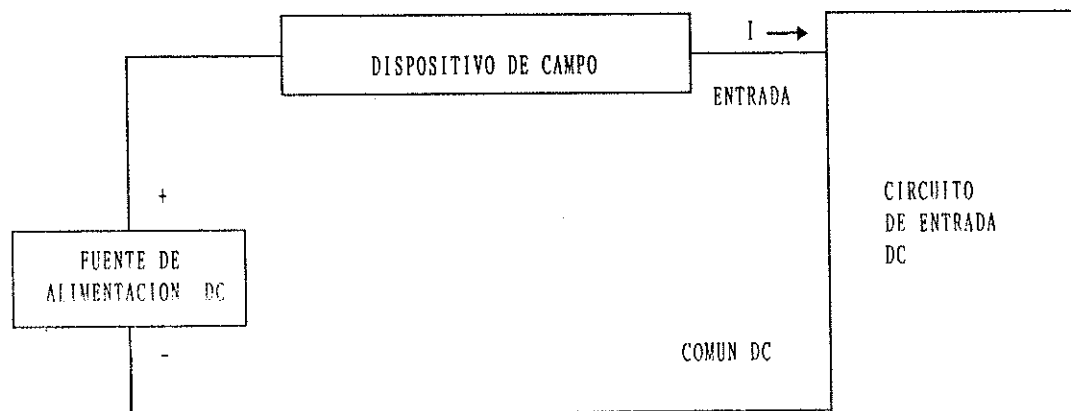 I →
DISPOSITIVO DE CAMPO
ENTRADA
+
CIRCUITO
DE ENTRADA
DC
FUENTE DE
ALIMENTACION DC
-
COMUN DC